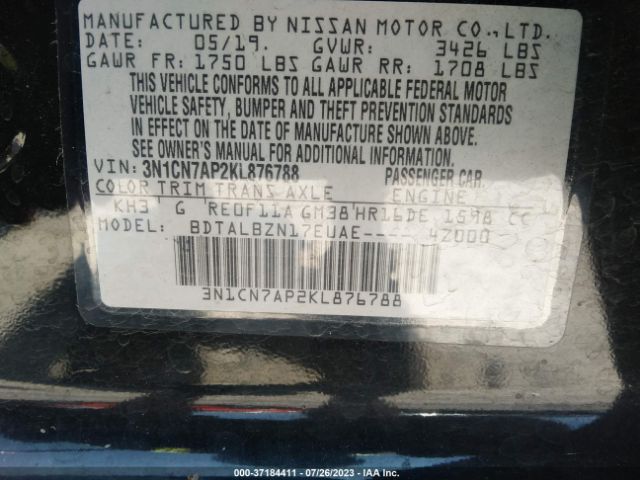 MANUFACTURED BY NISSAN MOTOR CO., LTD.
DATE: 05/19. GVWR: 3426 LBS
GAWR FR: 1750 LBS GAWR RR: 1708 LBS
THIS VEHICLE CONFORMS TO ALL APPLICABLE FEDERAL MOTOR
VEHICLE SAFETY, BUMPER AND THEFT PREVENTION STANDARDS
IN EFFECT ON THE DATE OF MANUFACTURE SHOWN ABOVE.
SEE OWNER'S MANUAL FOR ADDITIONAL INFORMATION.
VIN: 3N1CN7AP2KL876788 PASSENGER CAR.
COLOR TRIM TRANS AXLE ENGINE
KH3 G RE0F11A GM38 HR16DE 1598 CC
MODEL: BDTALBZN17EUAE---- 4Z000
3N1CN7AP2KL876788
000-37184411 - 07/26/2023 - IAA Inc.